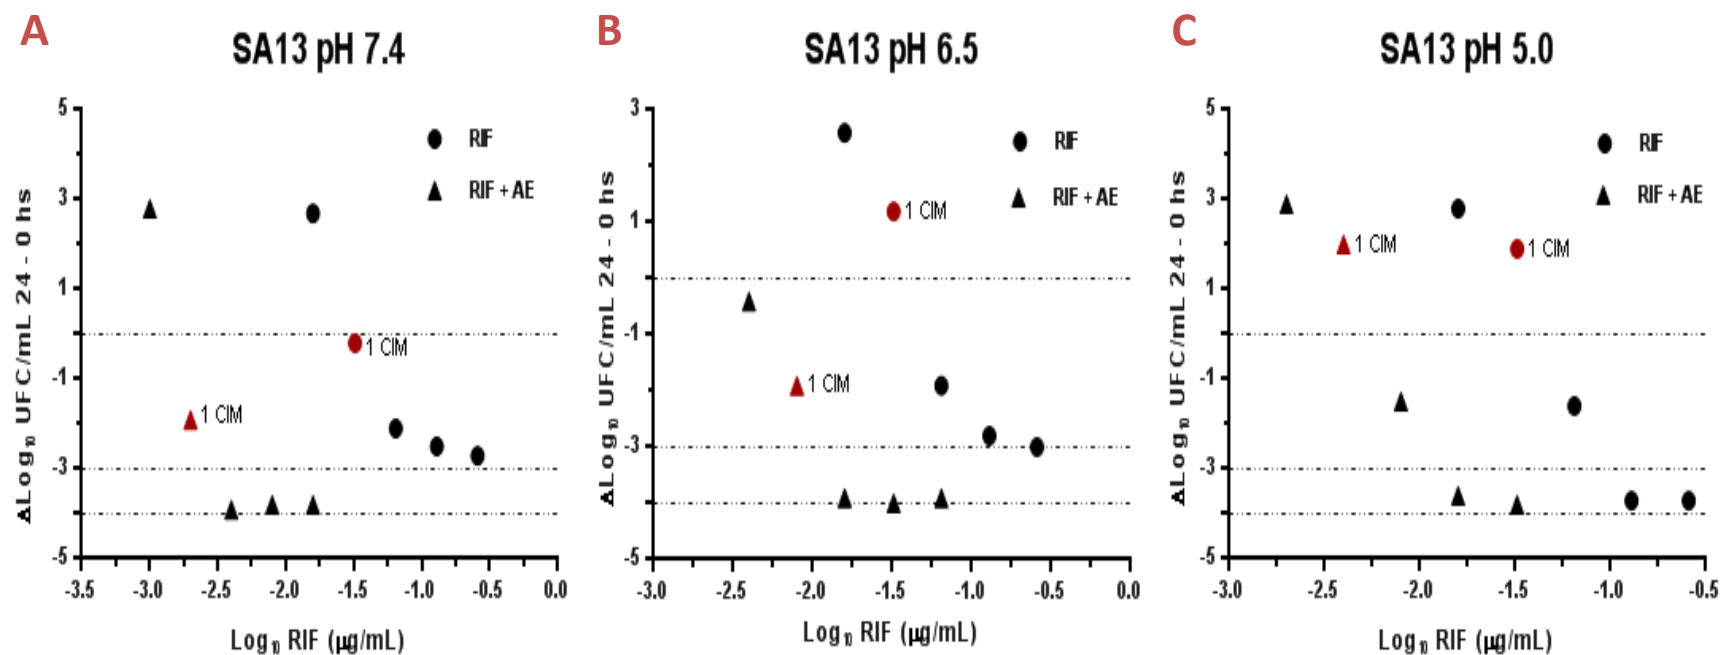 A
SA13 pH 7.4
RIF
RIF + AE
1 CIM
1 CIM
5
3
1
-1
-3
-5
ΔLog₁₀ UFC/mL 24 - 0 hs
-3.5 -3.0 -2.5 -2.0 -1.5 -1.0 -0.5 0.0
Log₁₀ RIF (µg/mL)
B
SA13 pH 6.5
RIF
RIF + AE
1 CIM
1 CIM
3
1
-1
-3
-5
ΔLog₁₀ UFC/mL 24 - 0 hs
-3.0 -2.5 -2.0 -1.5 -1.0 -0.5 0.0
Log₁₀ RIF (µg/mL)
C
SA13 pH 5.0
RIF
RIF + AE
1 CIM
1 CIM
5
3
1
-1
-3
-5
ΔLog₁₀ UFC/mL 24 - 0 hs
-3.0 -2.5 -2.0 -1.5 -1.0 -0.5
Log₁₀ RIF (µg/mL)